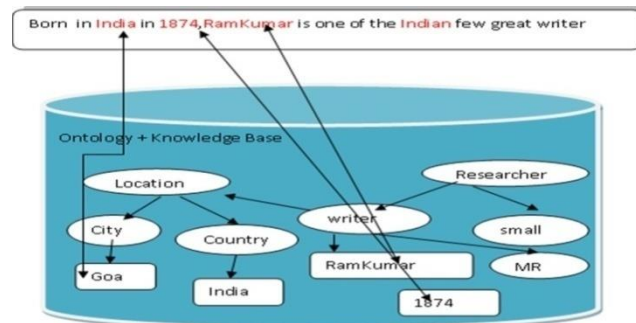 Born in India in 1874,RamKumar is one of the Indian few great writer
Ontology + Knowledge Base
Researcher
Location
writer
small
City
Country
RamKumar
MR
Goa
India
1874